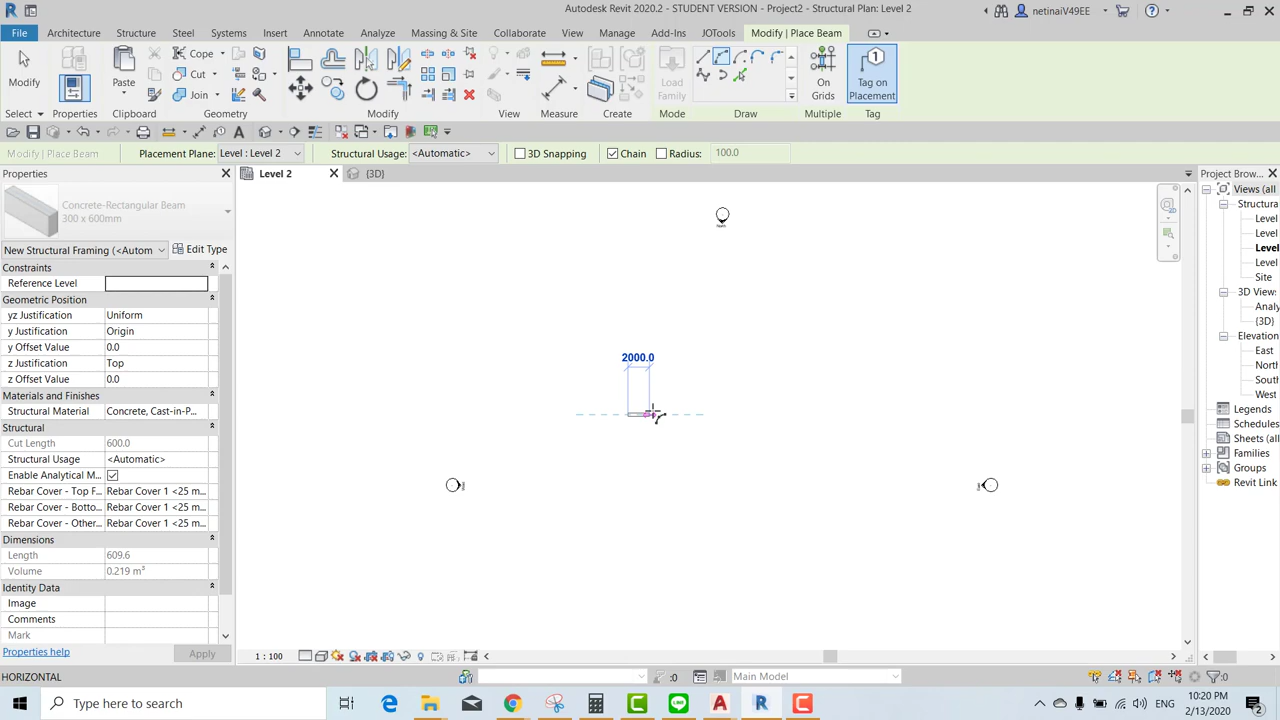 Autodesk Revit 2020.2 - STUDENT VERSION - Project2 - Structural Plan: Level 2
netinaiV49EE
File Architecture Structure Steel Systems Insert Annotate Analyze Massing & Site Collaborate View Manage Add-Ins JOTools Modify | Place Beam
Modify
Paste
Cope
Cut
Join
Load Family
On Grids
Tag on Placement
Select Properties Clipboard Geometry Modify View Measure Create Mode Draw Multiple Tag
Modify | Place Beam Placement Plane: Level : Level 2 Structural Usage: <Automatic> 3D Snapping Chain Radius: 100.0
Properties
Level 2 {3D}
Project Brow...
Concrete-Rectangular Beam
300 x 600mm
New Structural Framing (<Autom Edit Type
Constraints
Reference Level
Geometric Position
yz Justification Uniform
y Justification Origin
y Offset Value 0.0
z Justification Top
z Offset Value 0.0
Materials and Finishes
Structural Material Concrete, Cast-in-P...
Structural
Cut Length 600.0
Structural Usage <Automatic>
Enable Analytical M...
Rebar Cover - Top F... Rebar Cover 1 <25 m...
Rebar Cover - Botto... Rebar Cover 1 <25 m...
Rebar Cover - Other... Rebar Cover 1 <25 m...
Dimensions
Length 609.6
Volume 0.219 m³
Identity Data
Image
Comments
Mark
Properties help Apply
2000.0
Views (all
Structura
Level
Level
Level
Level
Site
3D View:
Analy
{3D}
Elevation
East
North
South
West
Legends
Schedules
Sheets (al
Families
Groups
Revit Link
1 : 100
HORIZONTAL
:0
Main Model
:0
Type here to search
ENG
10:20 PM
2/13/2020
2